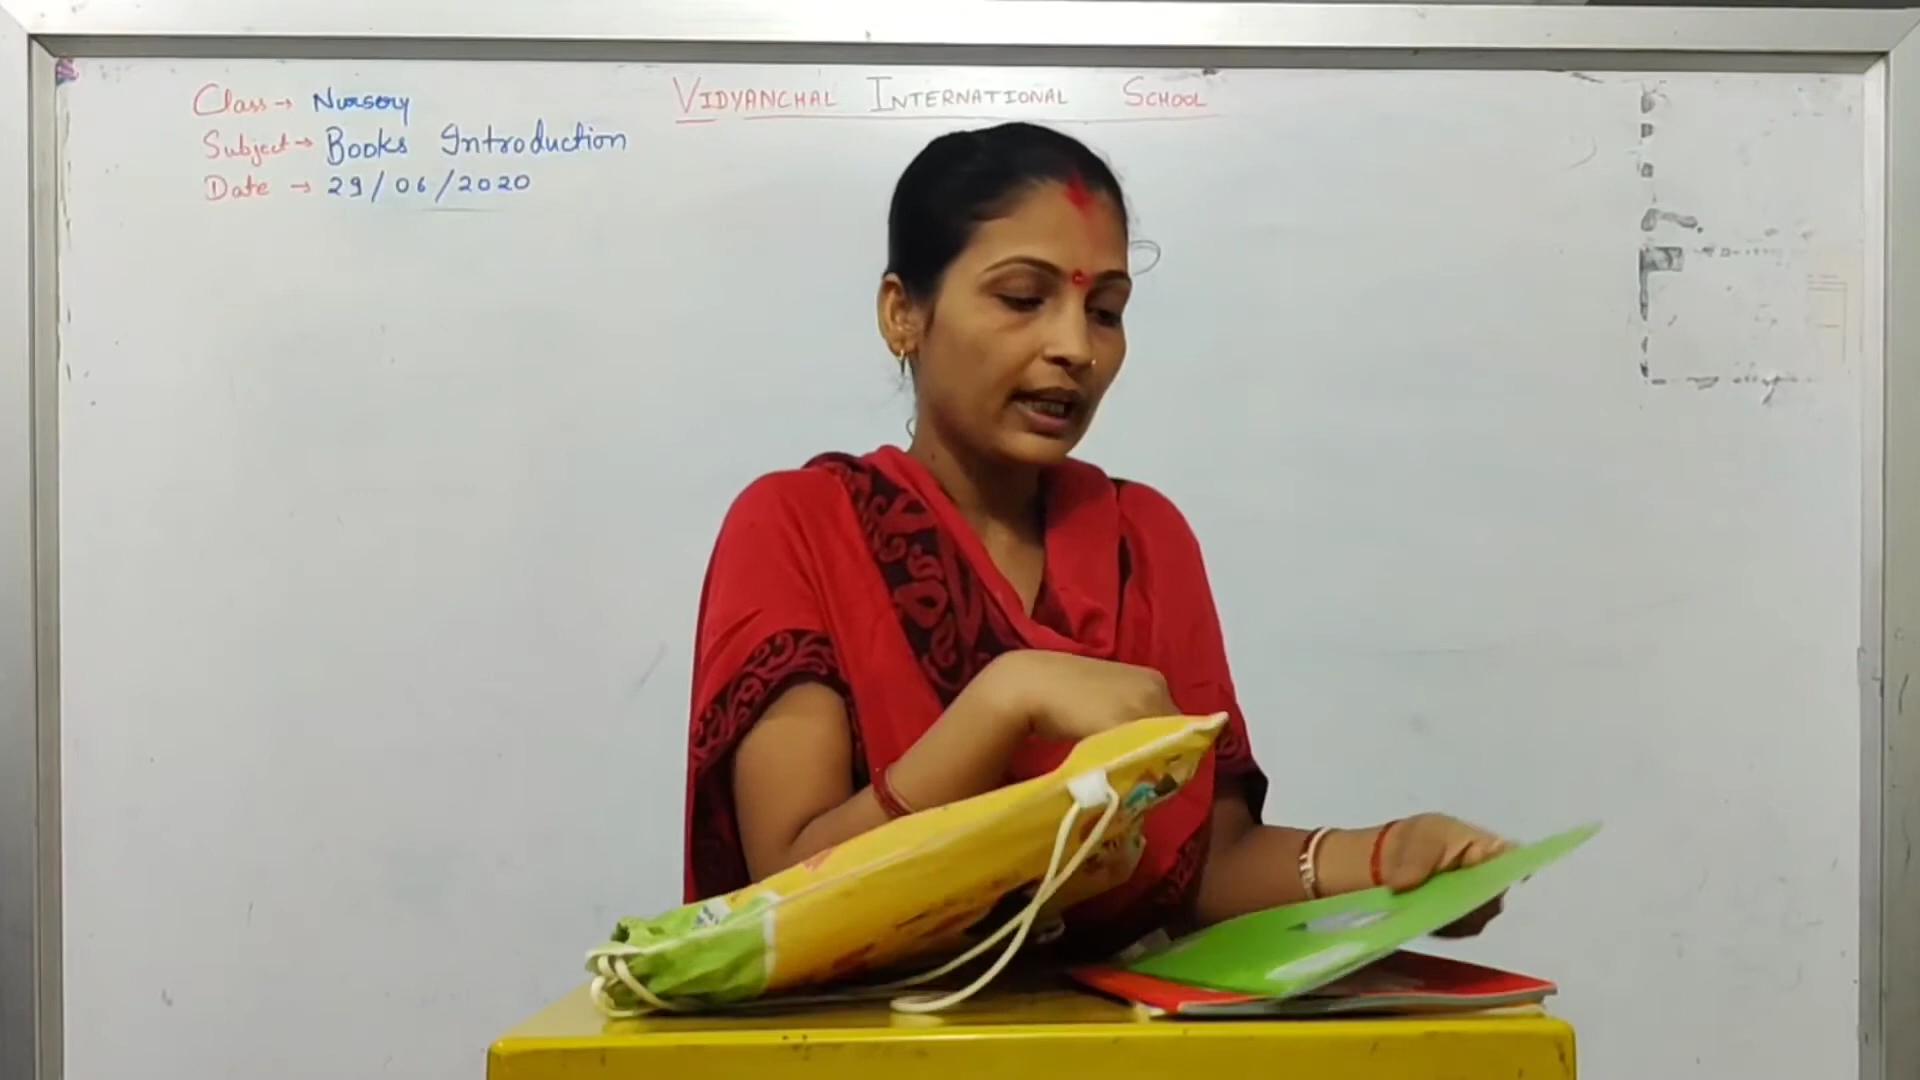 Class → Nursery
VIDYANCHAL INTERNATIONAL SCHOOL
Subject → Books Introduction
Date → 29/06/2020